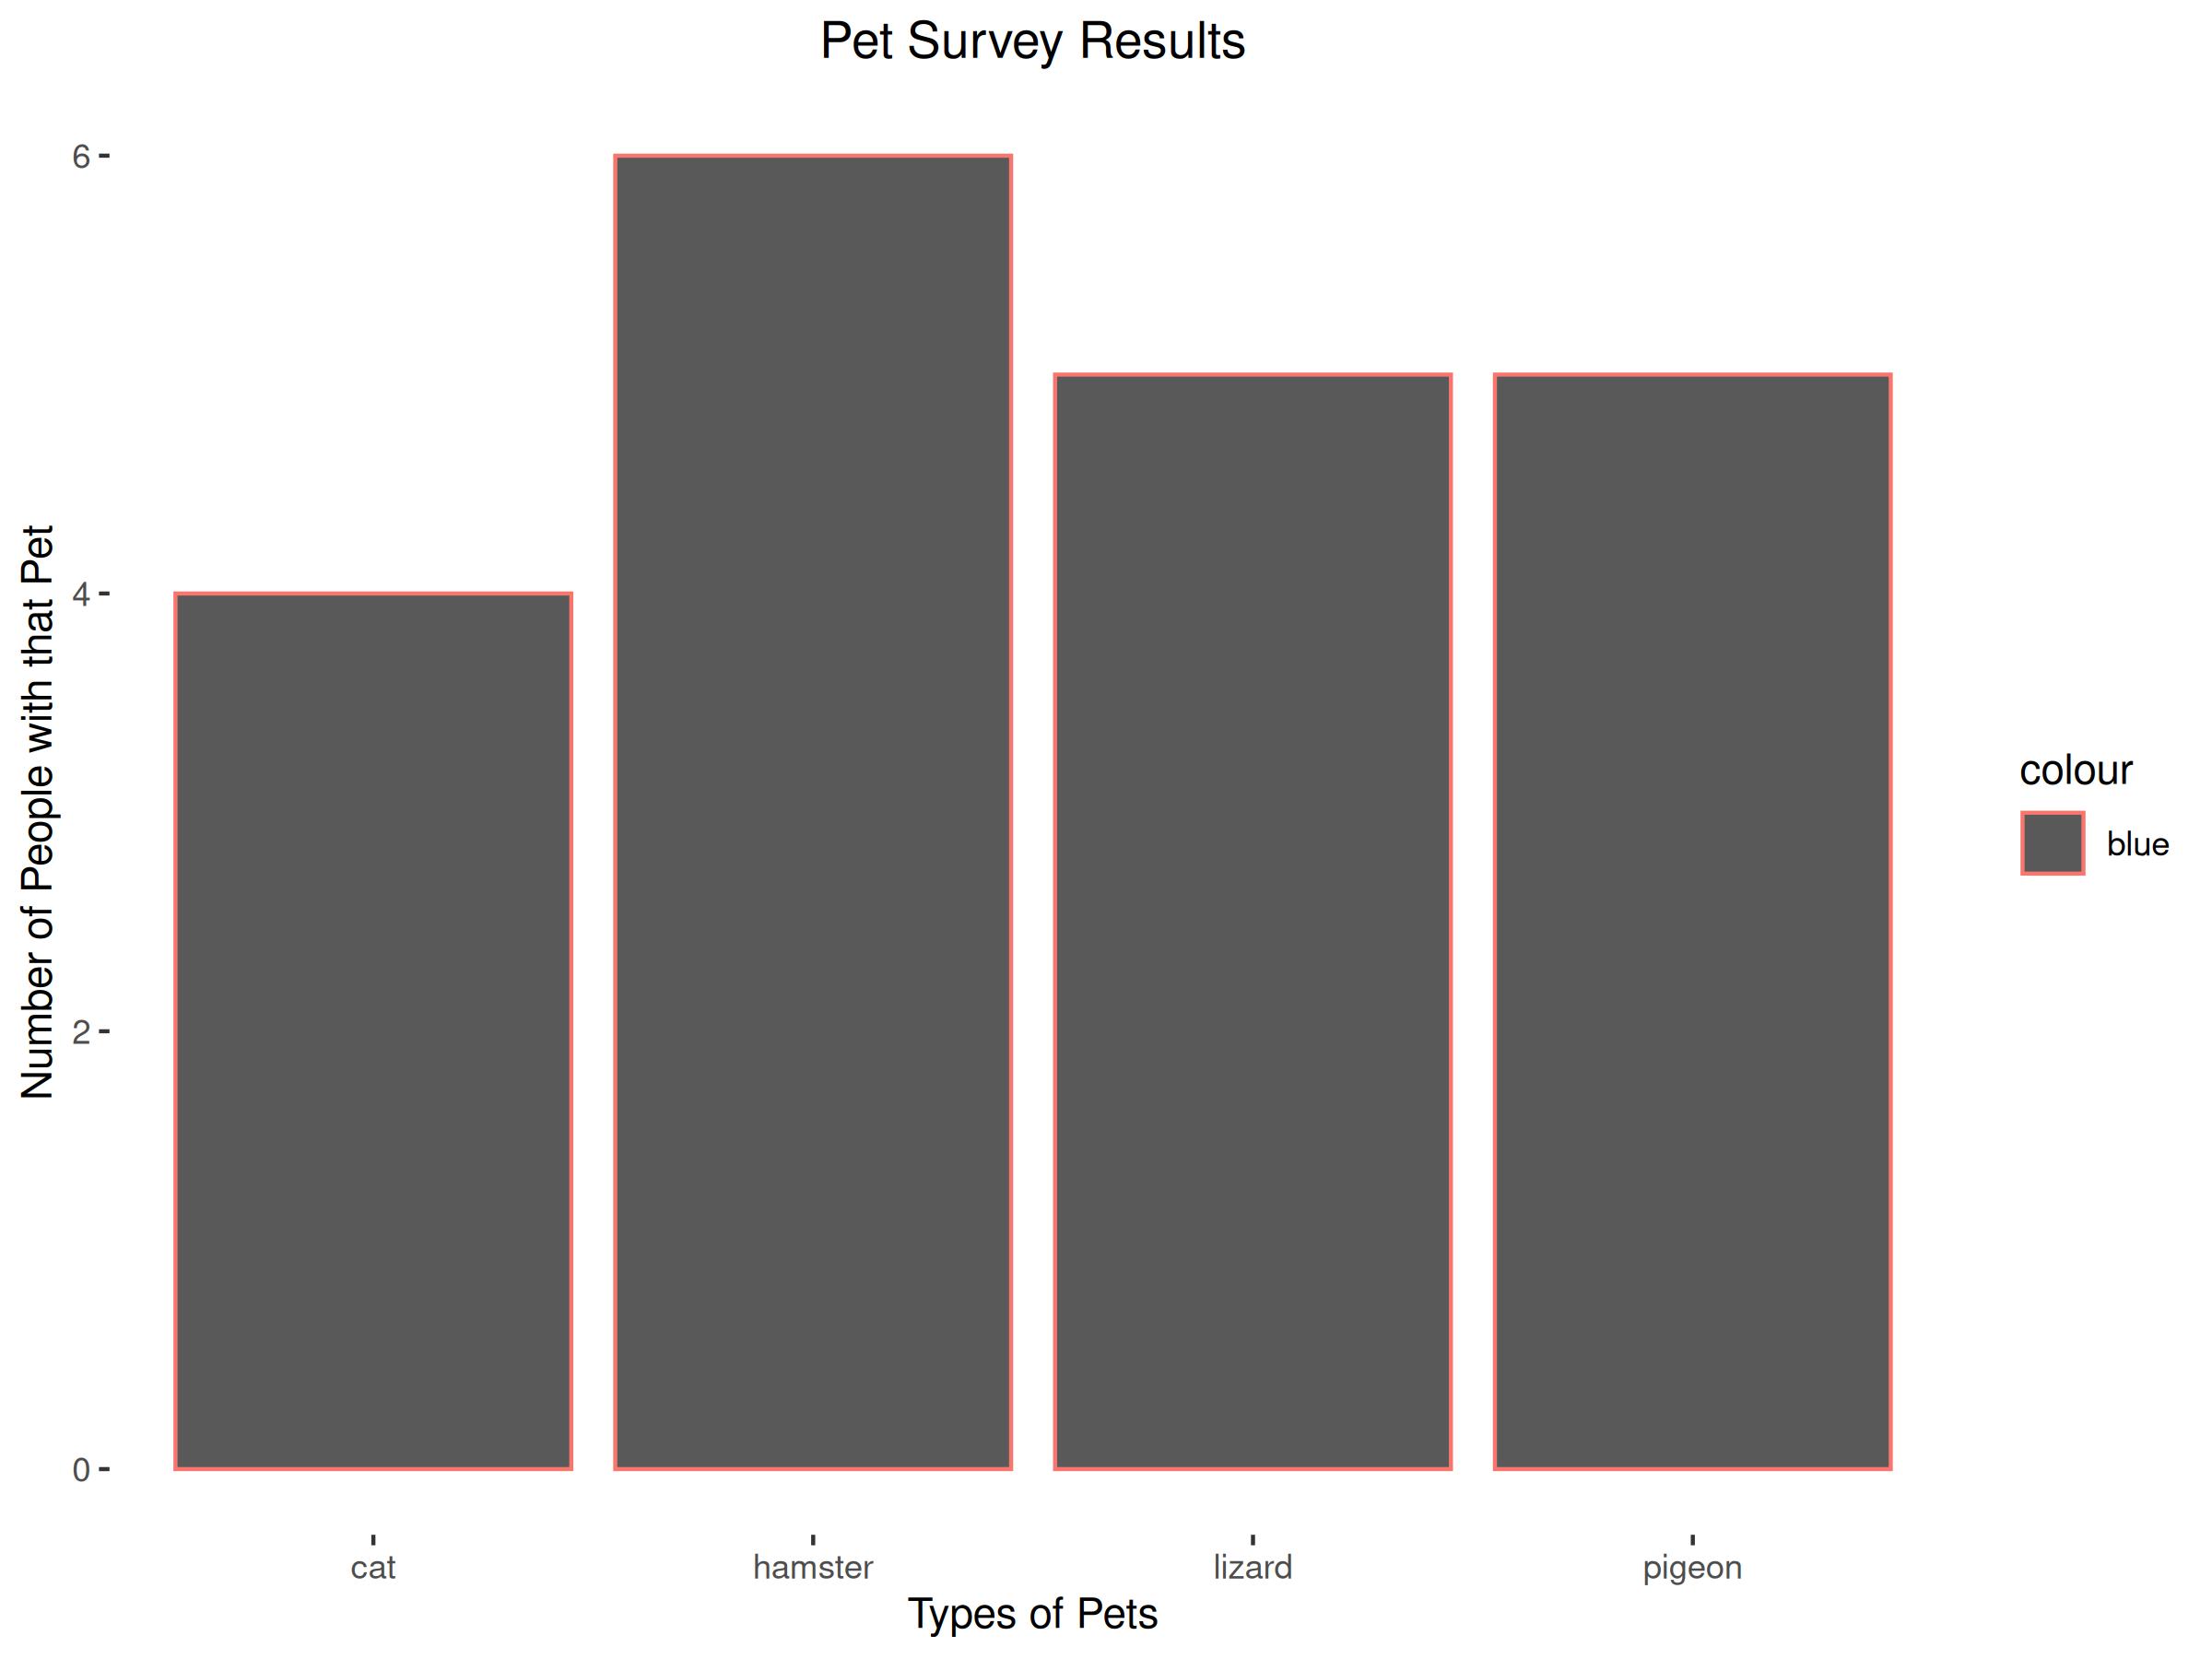 Pet Survey Results
Number of People with that Pet
6
4
2
0
cat hamster lizard pigeon
Types of Pets
colour
blue